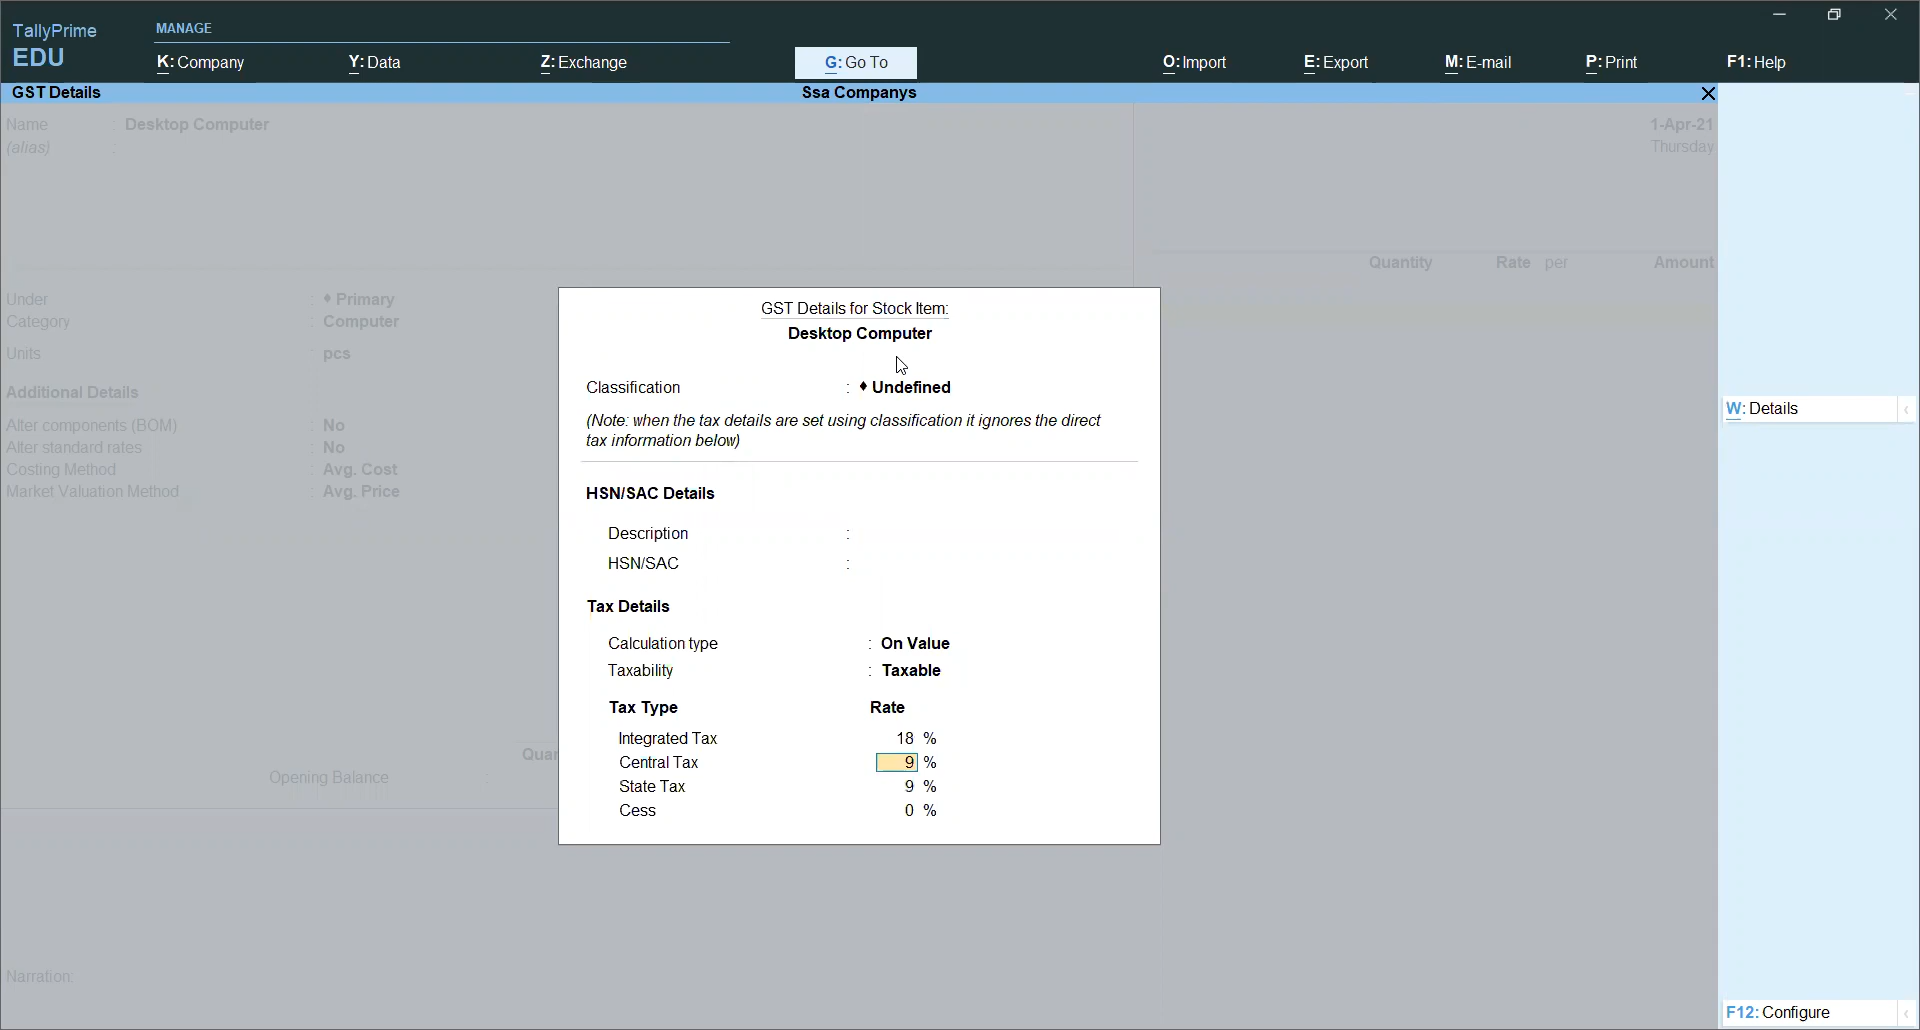 MANAGE
TallyPrime
EDU
K: Company
Y: Data
Z: Exchange
G: Go To
O: Import
E: Export
M: E-mail
P: Print
F1: Help
GST Details
Ssa Companys
Name : Desktop Computer
(alias) :
1-Apr-21
Thursday
Quantity Rate per Amount
Under : ♦ Primary
Category : Computer
Units : pcs
Additional Details
Alter components (BOM) : No
Alter standard rates : No
Costing Method : Avg. Cost
Market Valuation Method : Avg. Price
Quan
Opening Balance :
Narration:
GST Details for Stock Item:
Desktop Computer
Classification : ♦ Undefined
(Note: when the tax details are set using classification it ignores the direct
tax information below)
HSN/SAC Details
Description :
HSN/SAC :
Tax Details
Calculation type : On Value
Taxability : Taxable
Tax Type Rate
Integrated Tax 18 %
Central Tax 9 %
State Tax 9 %
Cess 0 %
W: Details
F12: Configure